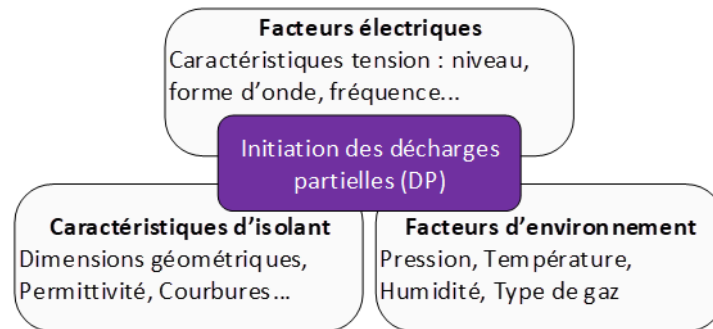 Facteurs électriques
Caractéristiques tension : niveau,
forme d'onde, fréquence...
Initiation des décharges
partielles (DP)
Caractéristiques d'isolant
Dimensions géométriques,
Permittivité, Courbures...
Facteurs d'environnement
Pression, Température,
Humidité, Type de gaz